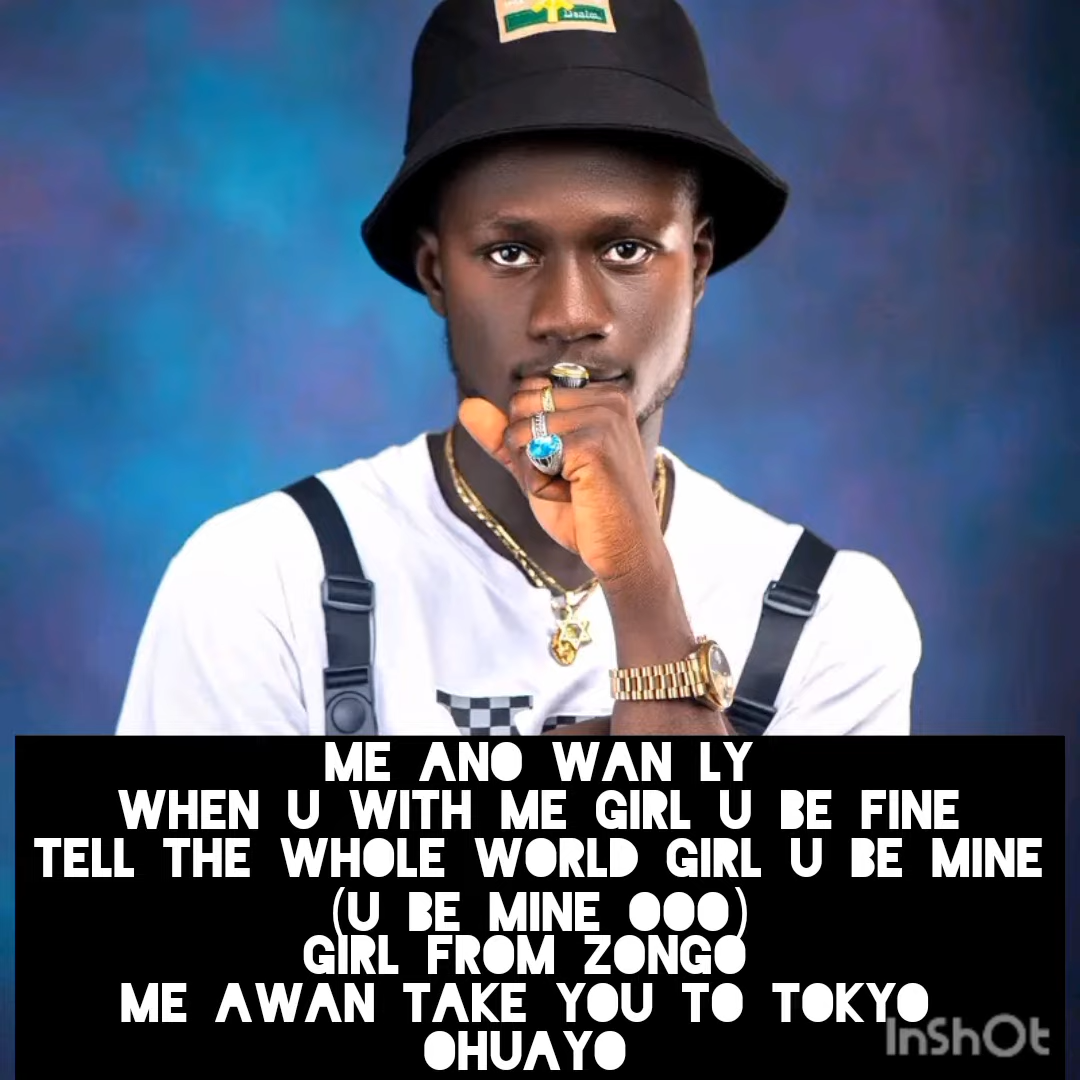 Denim
ME ANO WAN LY
WHEN U WITH ME GIRL U BE FINE
TELL THE WHOLE WORLD GIRL U BE MINE
(U BE MINE OOO)
GIRL FROM ZONGO
ME AWAN TAKE YOU TO TOKYO
OHUAYO
InShOt